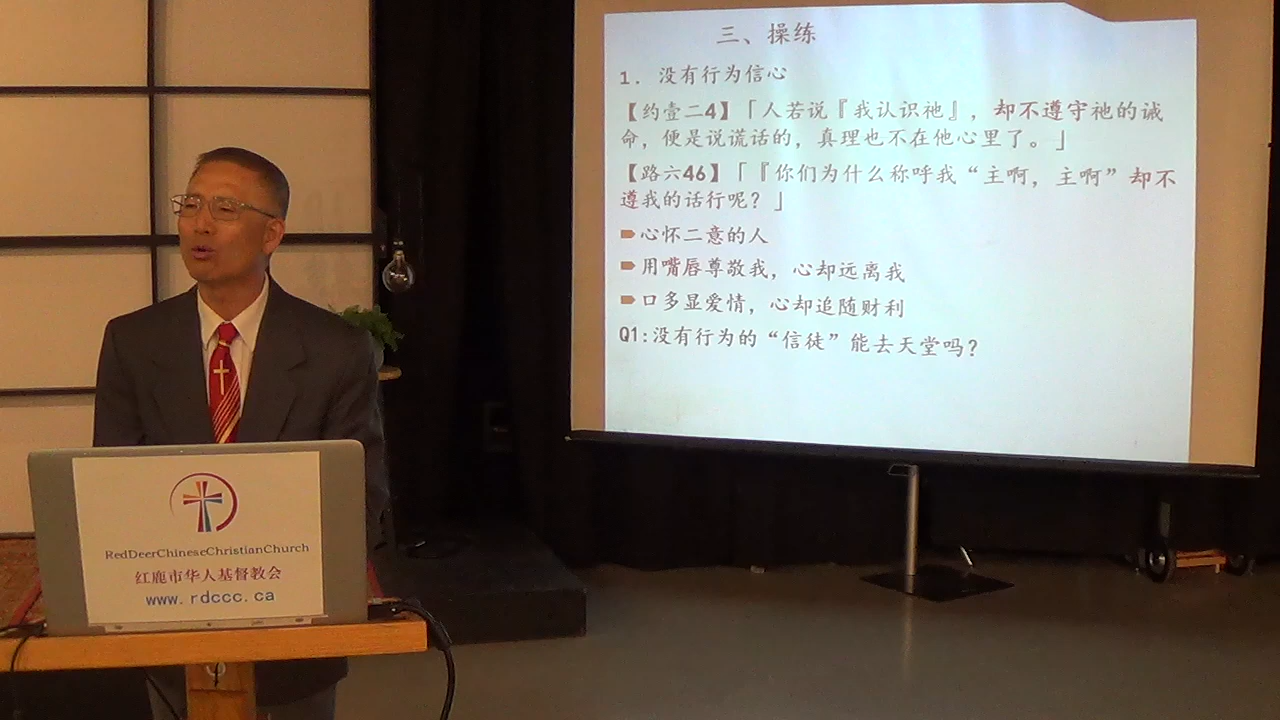 三、操练
1. 没有行为信心
【约壹二4】「人若说『我认识祂』，却不遵守祂的诫
命，便是说谎话的，真理也不在他心里了。」
【路六46】「『你们为什么称呼我“主啊，主啊”却不
遵我的话行呢？」
心怀二意的人
用嘴唇尊敬我，心却远离我
口多显爱情，心却追随财利
Q1:没有行为的“信徒”能去天堂吗？
RedDeerChineseChristianChurch
红鹿市华人基督教会
www.rdccc.ca